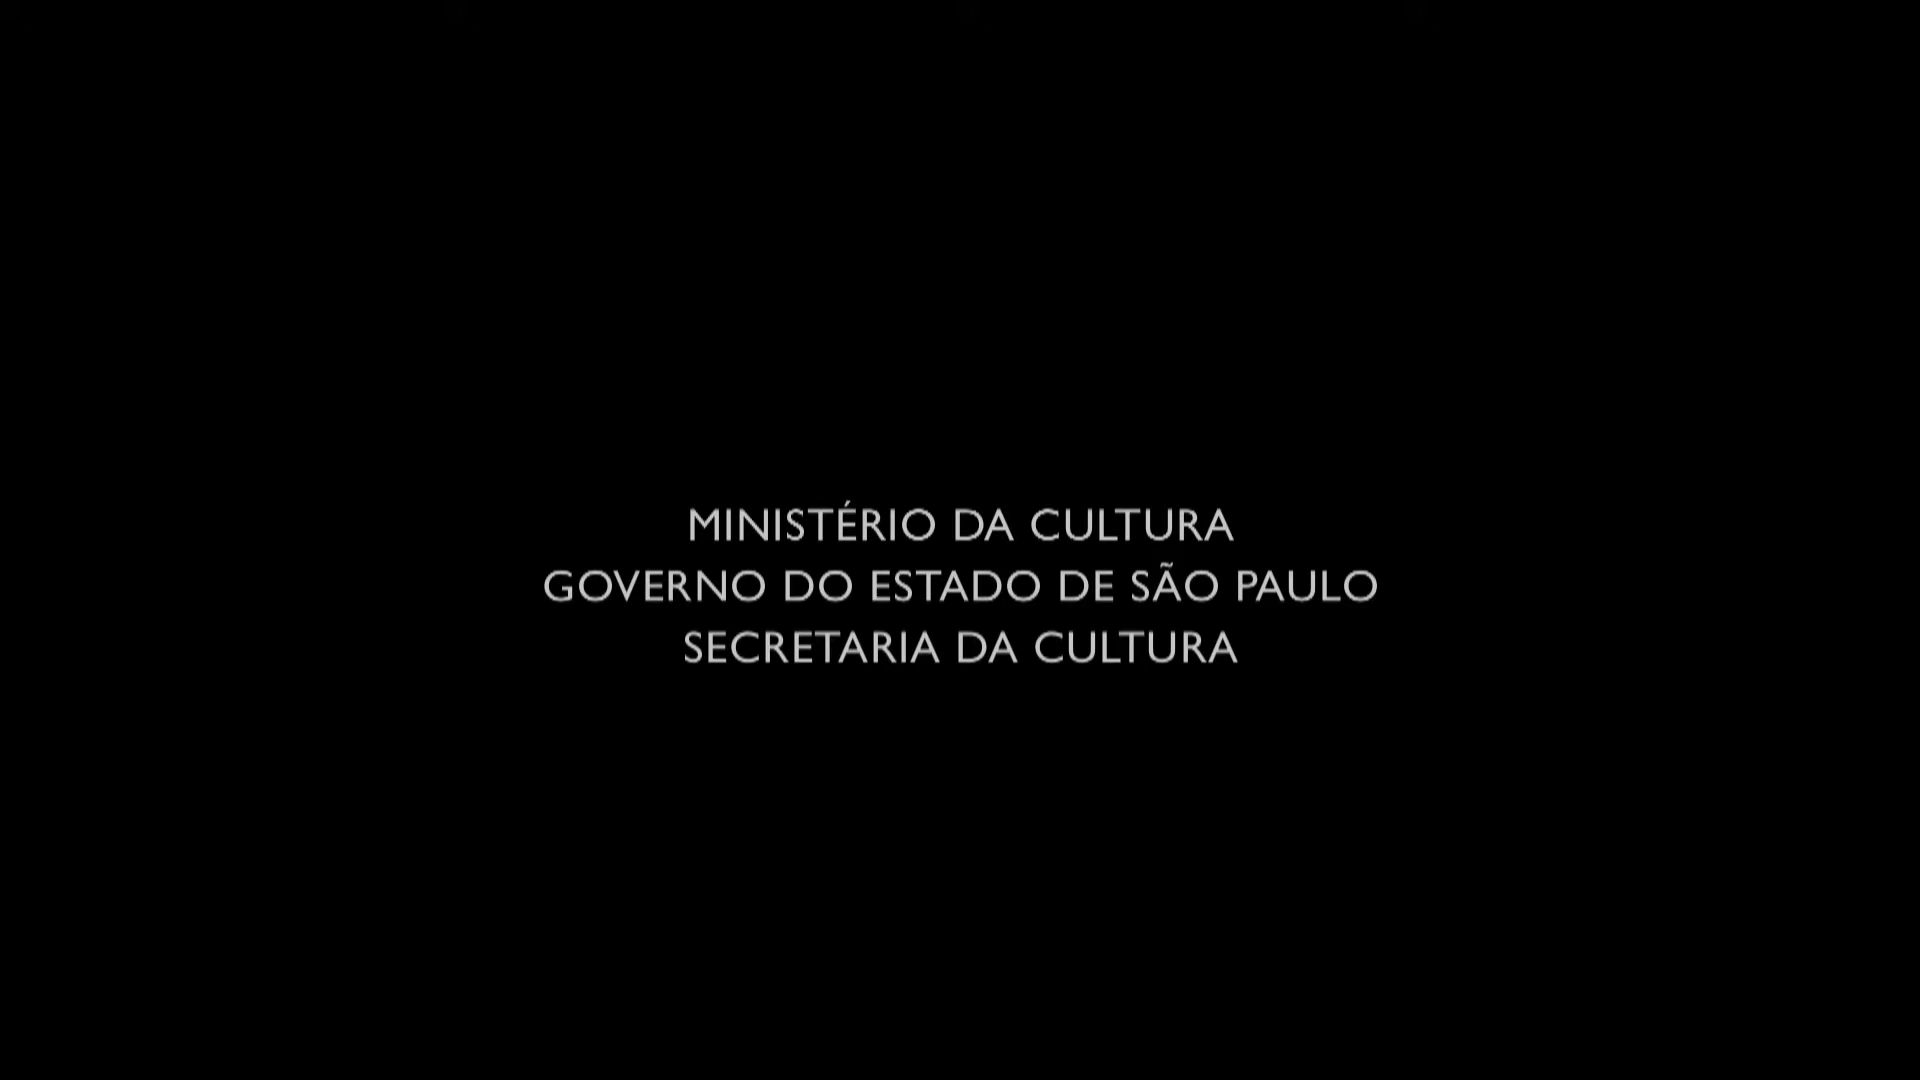 MINISTÉRIO DA CULTURA
GOVERNO DO ESTADO DE SÃO PAULO
SECRETARIA DA CULTURA